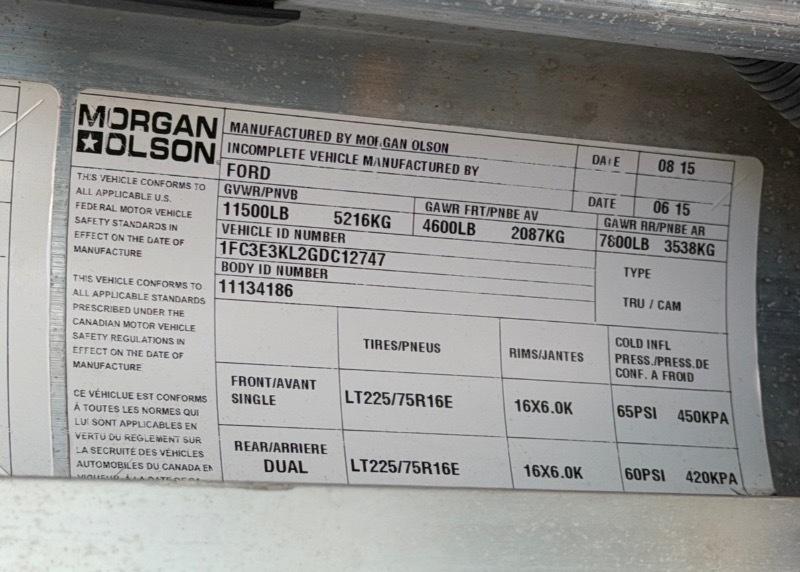 MORGAN
OLSON
MANUFACTURED BY MORGAN OLSON
DATE 08 15
INCOMPLETE VEHICLE MANUFACTURED BY
FORD
DATE 06 15
GVWR/PNVB
11500LB 5216KG
GAWR FRT/PNBE AV
4600LB 2087KG
GAWR RR/PNBE AR
7800LB 3538KG
VEHICLE ID NUMBER
1FC3E3KL2GDC12747
TYPE
BODY ID NUMBER
11134186
TRU / CAM
THIS VEHICLE CONFORMS TO
ALL APPLICABLE U.S.
FEDERAL MOTOR VEHICLE
SAFETY STANDARDS IN
EFFECT ON THE DATE OF
MANUFACTURE
THIS VEHICLE CONFORMS TO
ALL APPLICABLE STANDARDS
PRESCRIBED UNDER THE
CANADIAN MOTOR VEHICLE
SAFETY REGULATIONS IN
EFFECT ON THE DATE OF
MANUFACTURE
CE VÉHICLUE EST CONFORMS
À TOUTES LES NORMES QUI
LUI SONT APPLICABLES EN
VERTU DU REGLEMENT SUR
LA SECRUITÉ DES VÉHICLES
AUTOMOBILES DU CANADA EN
TIRES/PNEUS
RIMS/JANTES
COLD INFL
PRESS./PRESS.DE
CONF. A FROID
FRONT/AVANT
SINGLE
LT225/75R16E
16X6.0K
65PSI 450KPA
REAR/ARRIERE
DUAL
LT225/75R16E
16X6.0K
60PSI 420KPA